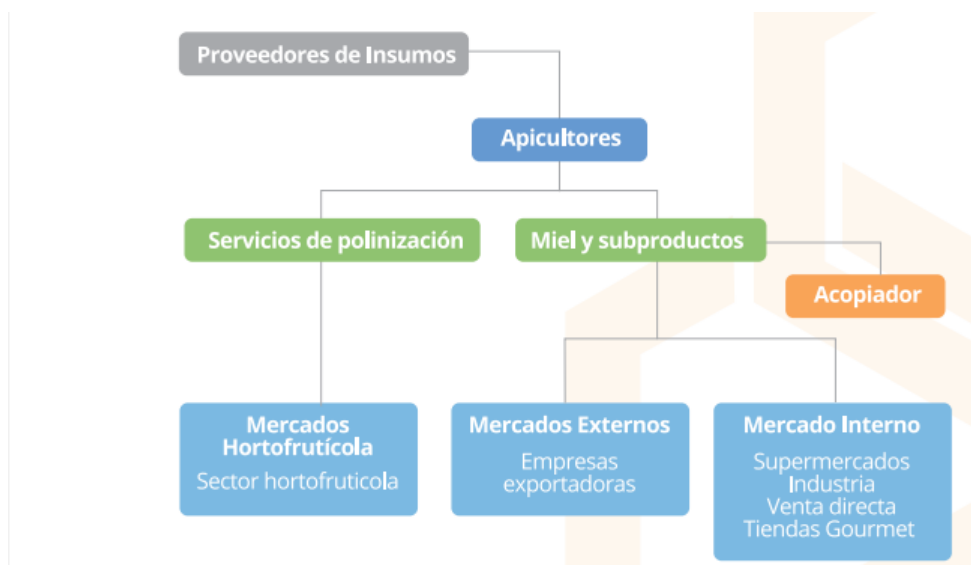 Proveedores de Insumos
Apicultores
Servicios de polinización
Miel y subproductos
Acopiador
Mercados
Hortofrutícola
Sector hortofruticola
Mercados Externos
Empresas
exportadoras
Mercado Interno
Supermercados
Industria
Venta directa
Tiendas Gourmet